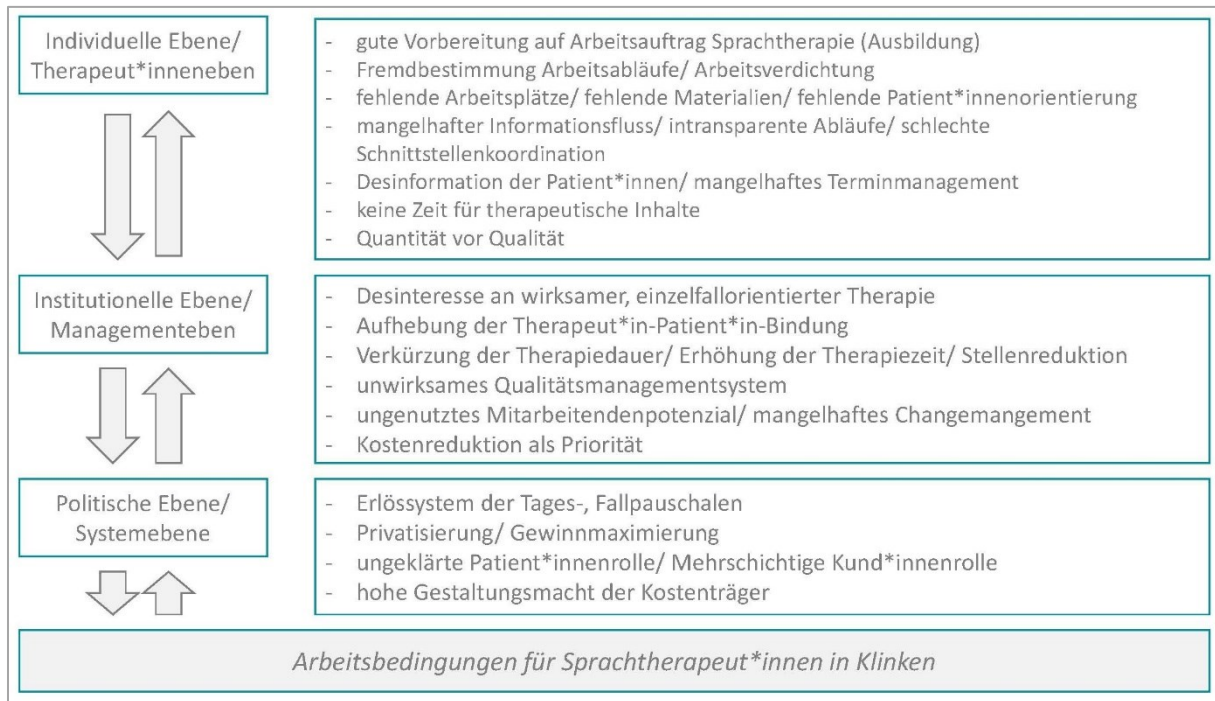 Individuelle Ebene/
Therapeut*inneneben
- gute Vorbereitung auf Arbeitsauftrag Sprachtherapie (Ausbildung)
- Fremdbestimmung Arbeitsabläufe/ Arbeitsverdichtung
- fehlende Arbeitsplätze/ fehlende Materialien/ fehlende Patient*innenorientierung
- mangelhafter Informationsfluss/ intransparente Abläufe/ schlechte
Schnittstellenkoordination
- Desinformation der Patient*innen/ mangelhaftes Terminmanagement
- keine Zeit für therapeutische Inhalte
- Quantität vor Qualität
Institutionelle Ebene/
Managementeben
- Desinteresse an wirksamer, einzelfallorientierter Therapie
- Aufhebung der Therapeut*in-Patient*in-Bindung
- Verkürzung der Therapiedauer/ Erhöhung der Therapiezeit/ Stellenreduktion
- unwirksames Qualitätsmanagementsystem
- ungenutztes Mitarbeitendenpotenzial/ mangelhaftes Changemangement
- Kostenreduktion als Priorität
Politische Ebene/
Systemebene
- Erlössystem der Tages-, Fallpauschalen
- Privatisierung/ Gewinnmaximierung
- ungeklärte Patient*innenrolle/ Mehrschichtige Kund*innenrolle
- hohe Gestaltungsmacht der Kostenträger
Arbeitsbedingungen für Sprachtherapeut*innen in Klinken